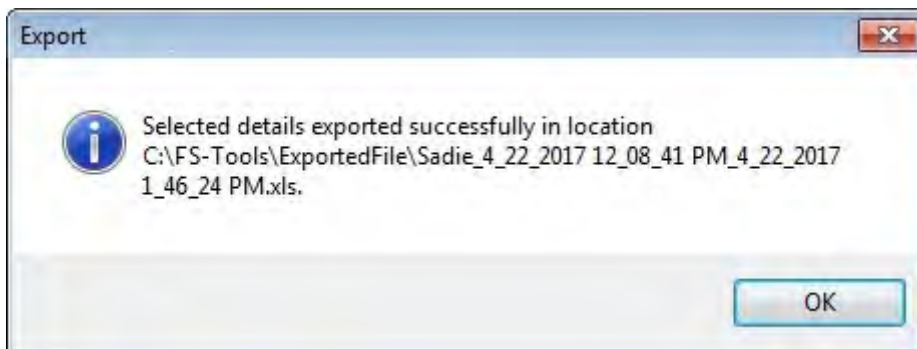 Export
Selected details exported successfully in location
C:\FS-Tools\ExportedFile\Sadie_4_22_2017 12_08_41 PM_4_22_2017
1_46_24 PM.xls.
OK